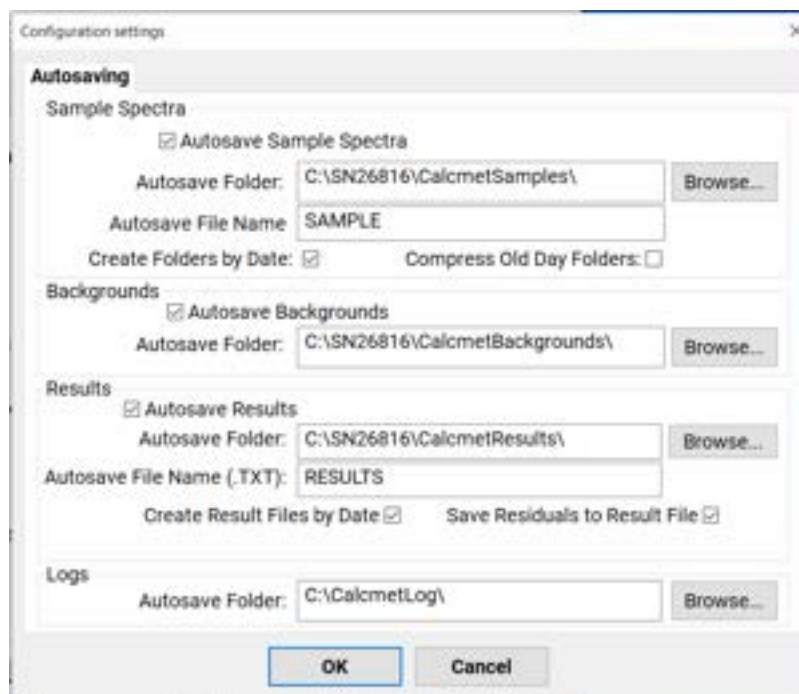 Configuration settings
Autosaving
Sample Spectra
Autosave Sample Spectra
Autosave Folder: C:\SN26816\CalcmetSamples\ Browse...
Autosave File Name SAMPLE
Create Folders by Date: Compress Old Day Folders:
Backgrounds
Autosave Backgrounds
Autosave Folder: C:\SN26816\CalcmetBackgrounds\ Browse...
Results
Autosave Results
Autosave Folder: C:\SN26816\CalcmetResults\ Browse...
Autosave File Name (.TXT): RESULTS
Create Result Files by Date Save Residuals to Result File
Logs
Autosave Folder: C:\CalcmetLog\ Browse...
OK Cancel